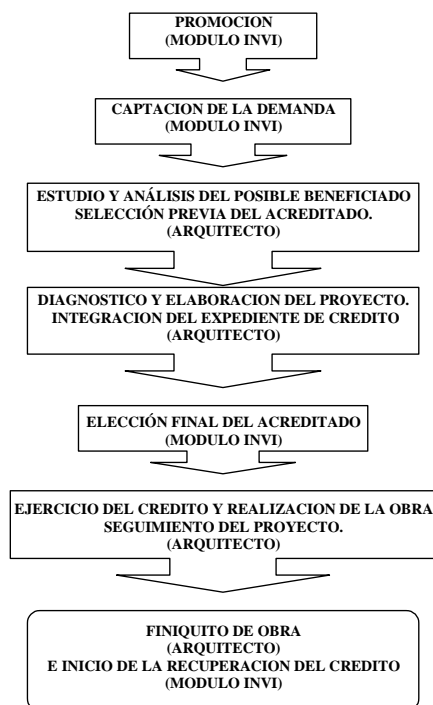 PROMOCION
(MODULO INVI)
CAPTACION DE LA DEMANDA
(MODULO INVI)
ESTUDIO Y ANÁLISIS DEL POSIBLE BENEFICIADO
SELECCIÓN PREVIA DEL ACREDITADO.
(ARQUITECTO)
DIAGNOSTICO Y ELABORACION DEL PROYECTO.
INTEGRACION DEL EXPEDIENTE DE CREDITO
(ARQUITECTO)
ELECCIÓN FINAL DEL ACREDITADO
(MODULO INVI)
EJERCICIO DEL CREDITO Y REALIZACION DE LA OBRA
SEGUIMIENTO DEL PROYECTO.
(ARQUITECTO)
FINIQUITO DE OBRA
(ARQUITECTO)
E INICIO DE LA RECUPERACION DEL CREDITO
(MODULO INVI)